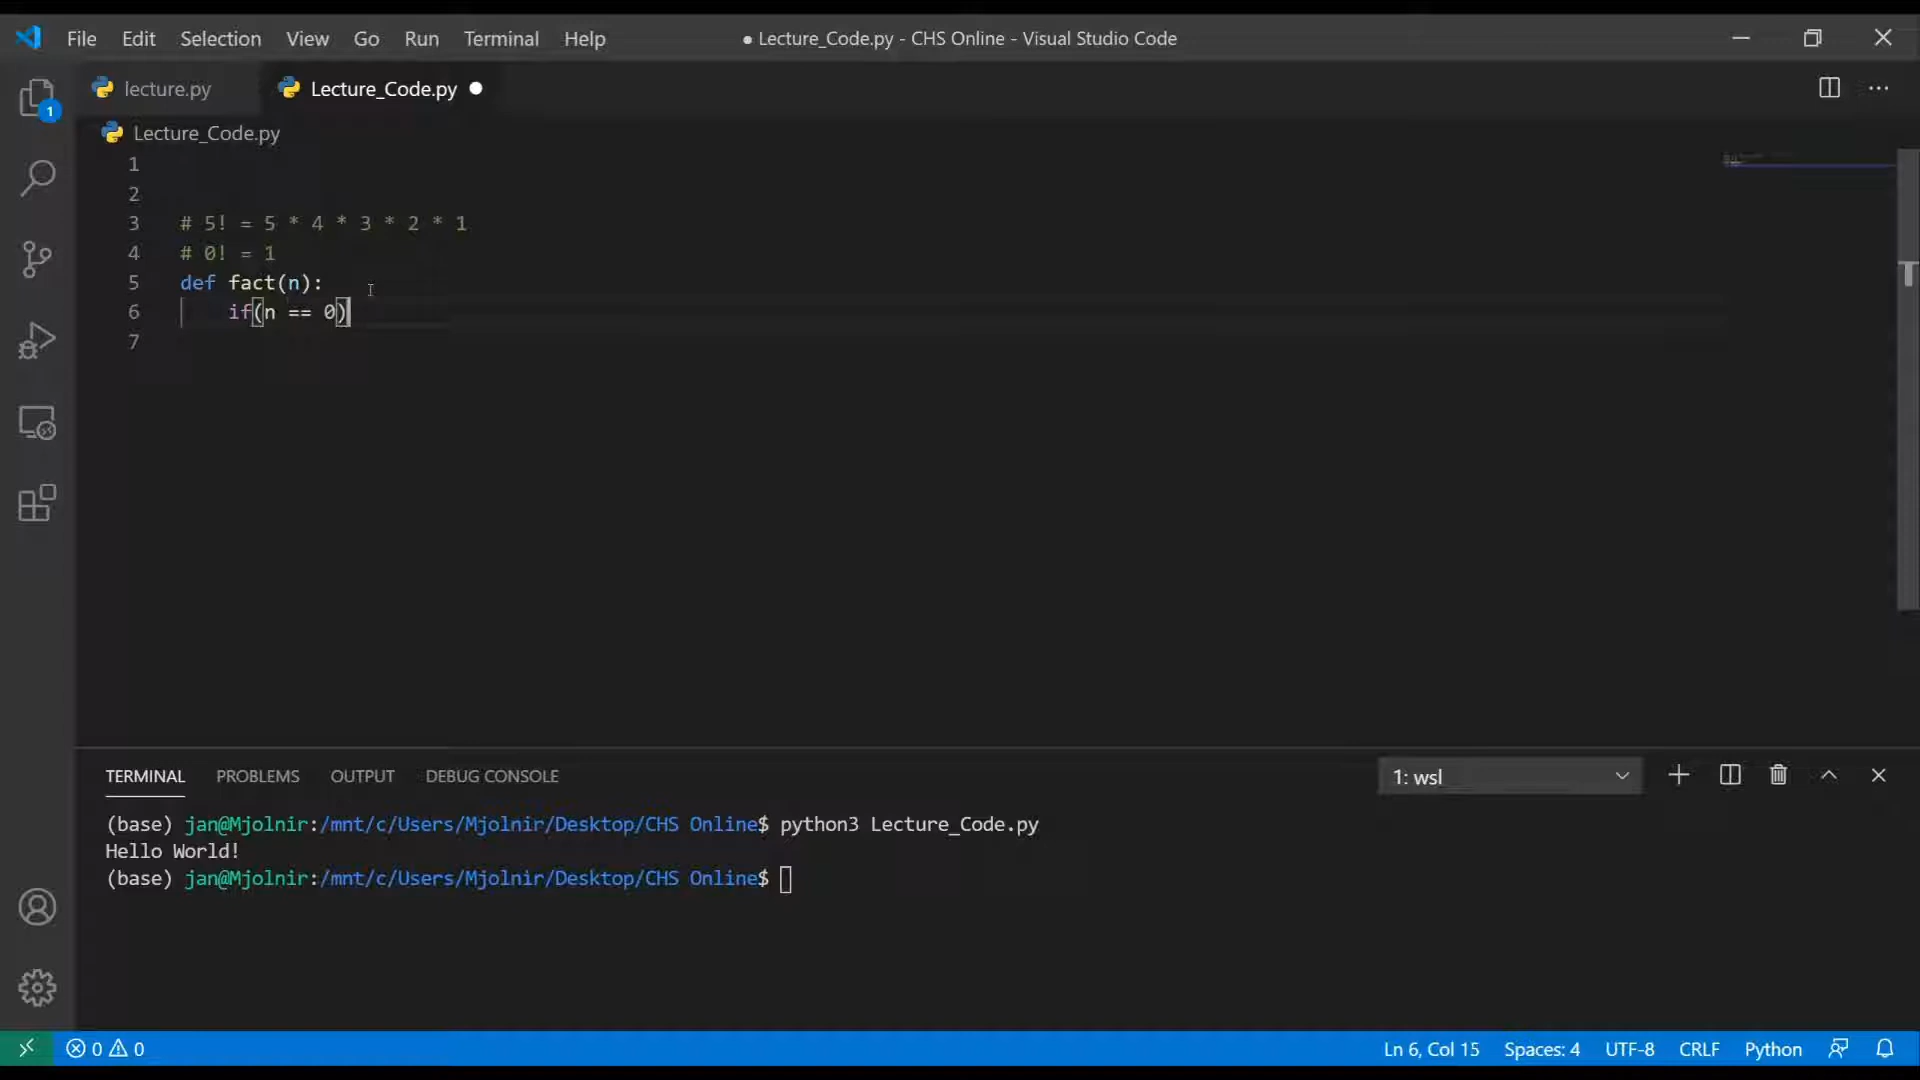 File Edit Selection View Go Run Terminal Help ● Lecture_Code.py - CHS Online - Visual Studio Code
lecture.py Lecture_Code.py
1
Lecture_Code.py
1
2
3 # 5! = 5 * 4 * 3 * 2 * 1
4 # 0! = 1
5 def fact(n):
6 if(n == 0)
7
TERMINAL PROBLEMS OUTPUT DEBUG CONSOLE 1: wsl
(base) jan@Mjolnir:/mnt/c/Users/Mjolnir/Desktop/CHS Online$ python3 Lecture_Code.py
Hello World!
(base) jan@Mjolnir:/mnt/c/Users/Mjolnir/Desktop/CHS Online$
0 0 Ln 6, Col 15 Spaces: 4 UTF-8 CRLF Python